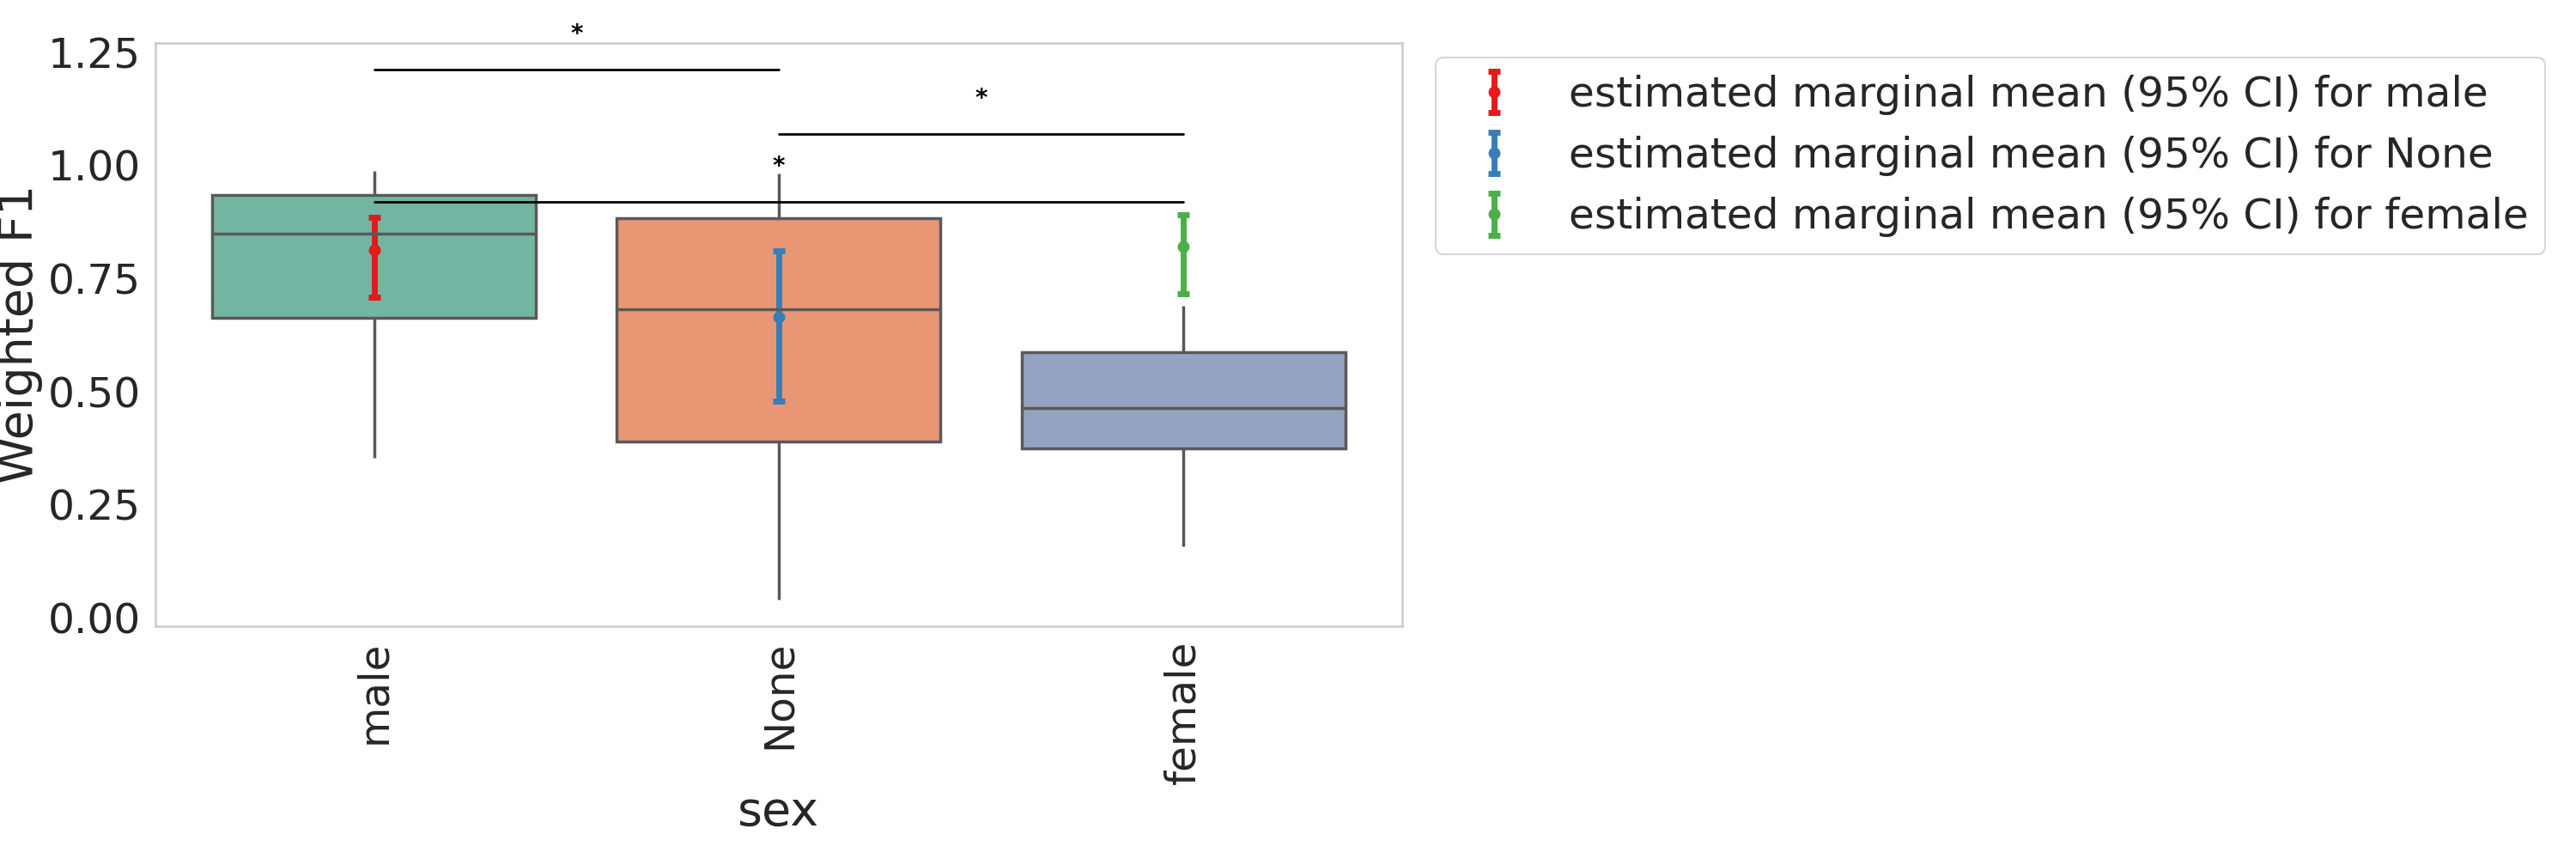 *
1.25
*
1.00
*
0.75
0.50
0.25
0.00
Weighted F1
male
None
female
sex
estimated marginal mean (95% CI) for male
estimated marginal mean (95% CI) for None
estimated marginal mean (95% CI) for female